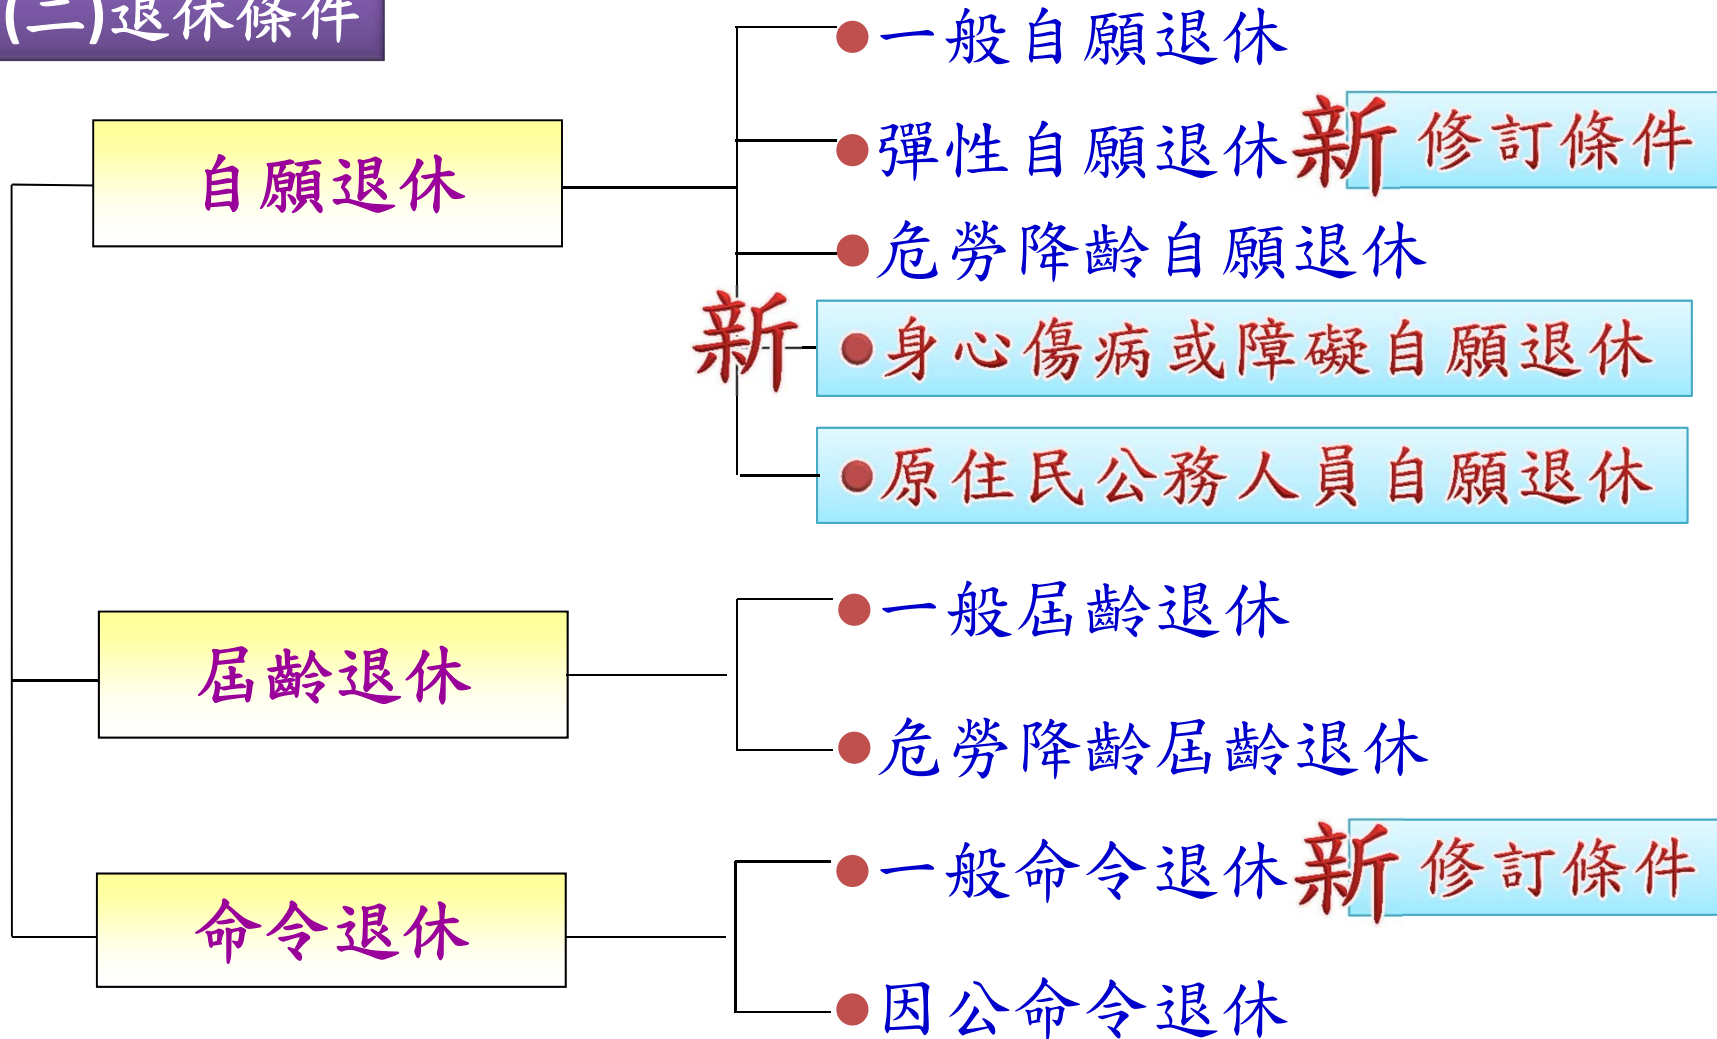 (二)退休條件
自願退休
一般自願退休
彈性自願退休 新 修訂條件
危勞降齡自願退休
新 身心傷病或障礙自願退休
原住民公務人員自願退休
屆齡退休
一般屆齡退休
危勞降齡屆齡退休
命令退休
一般命令退休 新 修訂條件
因公命令退休